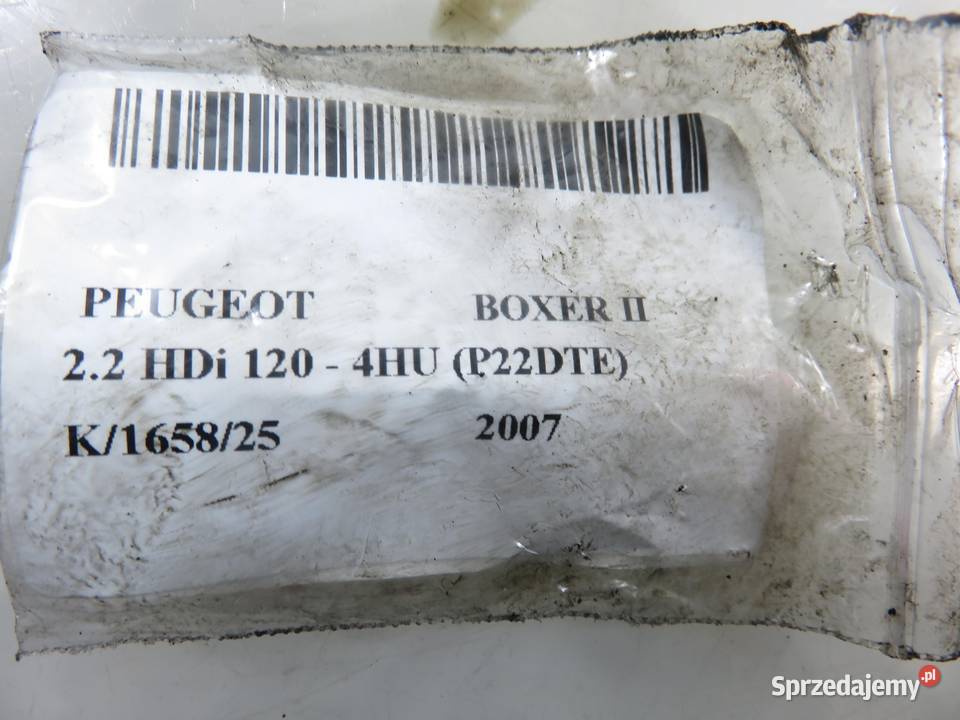 PEUGEOT BOXER II
2.2 HDi 120 - 4HU (P22DTE)
K/1658/25 2007
Sprzedajemy.pl